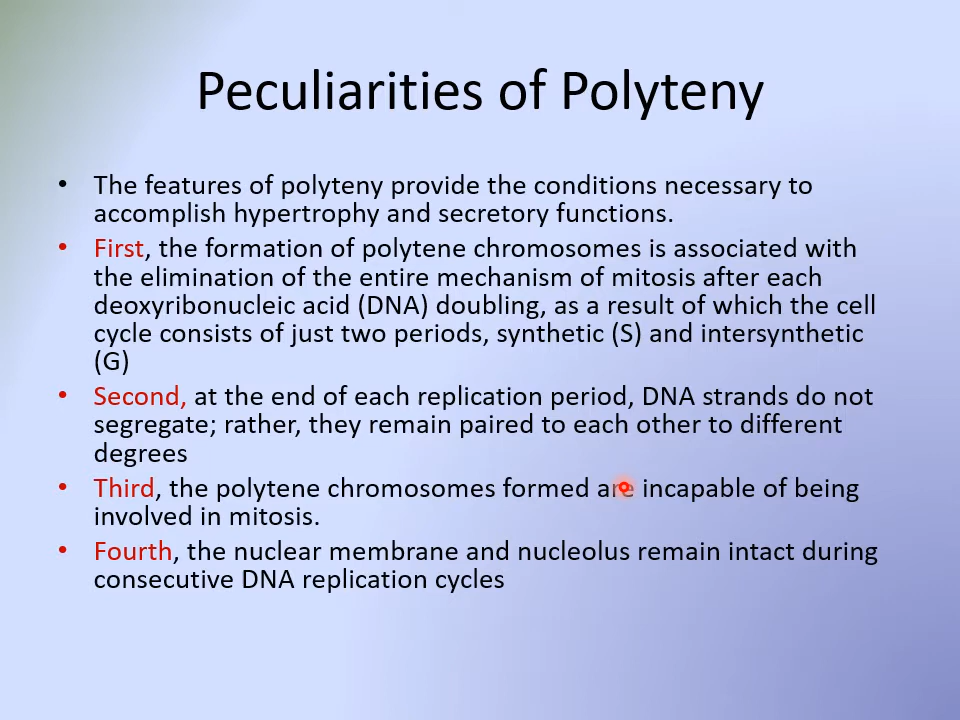 Peculiarities of Polyteny
• The features of polyteny provide the conditions necessary to
accomplish hypertrophy and secretory functions.
• First, the formation of polytene chromosomes is associated with
the elimination of the entire mechanism of mitosis after each
deoxyribonucleic acid (DNA) doubling, as a result of which the cell
cycle consists of just two periods, synthetic (S) and intersynthetic
(G)
• Second, at the end of each replication period, DNA strands do not
segregate; rather, they remain paired to each other to different
degrees
• Third, the polytene chromosomes formed are incapable of being
involved in mitosis.
• Fourth, the nuclear membrane and nucleolus remain intact during
consecutive DNA replication cycles